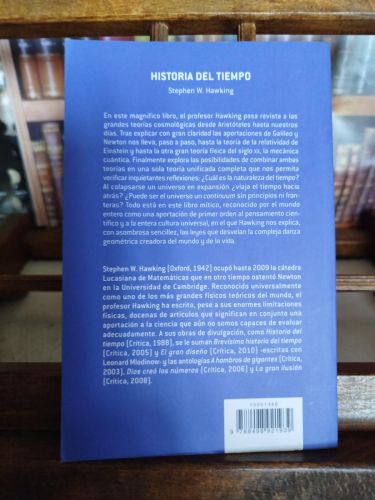 HISTORIA DEL TIEMPO
Stephen W. Hawking
En este magnífico libro, el profesor Hawking pasa revista a las
grandes teorías cosmológicas desde Aristóteles hasta nuestros
días. Tras explicar con gran claridad las aportaciones de Galileo y
Newton nos lleva, paso a paso, hasta la teoría de la relatividad de
Einstein y hasta la otra gran teoría física del siglo XX, la mecánica
cuántica. Finalmente explora las posibilidades de combinar ambas
teorías en una sola teoría unificada completa que nos permita
verificar inquietantes reflexiones: ¿Cuál es la naturaleza del tiempo?
Al colapsarse un universo en expansión ¿viaja el tiempo hacia
atrás? ¿Puede ser el universo un continuum sin principios ni fron-
teras? Todo está en este libro mítico, reconocido por el mundo
entero como una aportación de primer orden al pensamiento cien-
tífico y a la entera cultura universal, en el que Hawking nos explica,
con asombrosa sencillez, las leyes que desvelan la compleja danza
geométrica creadora del mundo y de la vida.
Stephen W. Hawking (Oxford, 1942) ocupó hasta 2009 la cátedra
Lucasiana de Matemáticas que en otro tiempo ostentó Newton
en la Universidad de Cambridge. Reconocido universalmente
como uno de los más grandes físicos teóricos del mundo, el
profesor Hawking ha escrito, pese a sus enormes limitaciones
físicas, docenas de artículos que significan en conjunto una
aportación a la ciencia que aún no somos capaces de evaluar
adecuadamente. A sus obras de divulgación, como Historia del
tiempo (Crítica, 1988), se le suman Brevísima historia del tiempo
(Crítica, 2005) y El gran diseño (Crítica, 2010) -escritas con
Leonard Mlodinow- y las antologías A hombros de gigantes (Crítica,
2003), Dios creó los números (Crítica, 2006) y La gran ilusión
(Crítica, 2008).